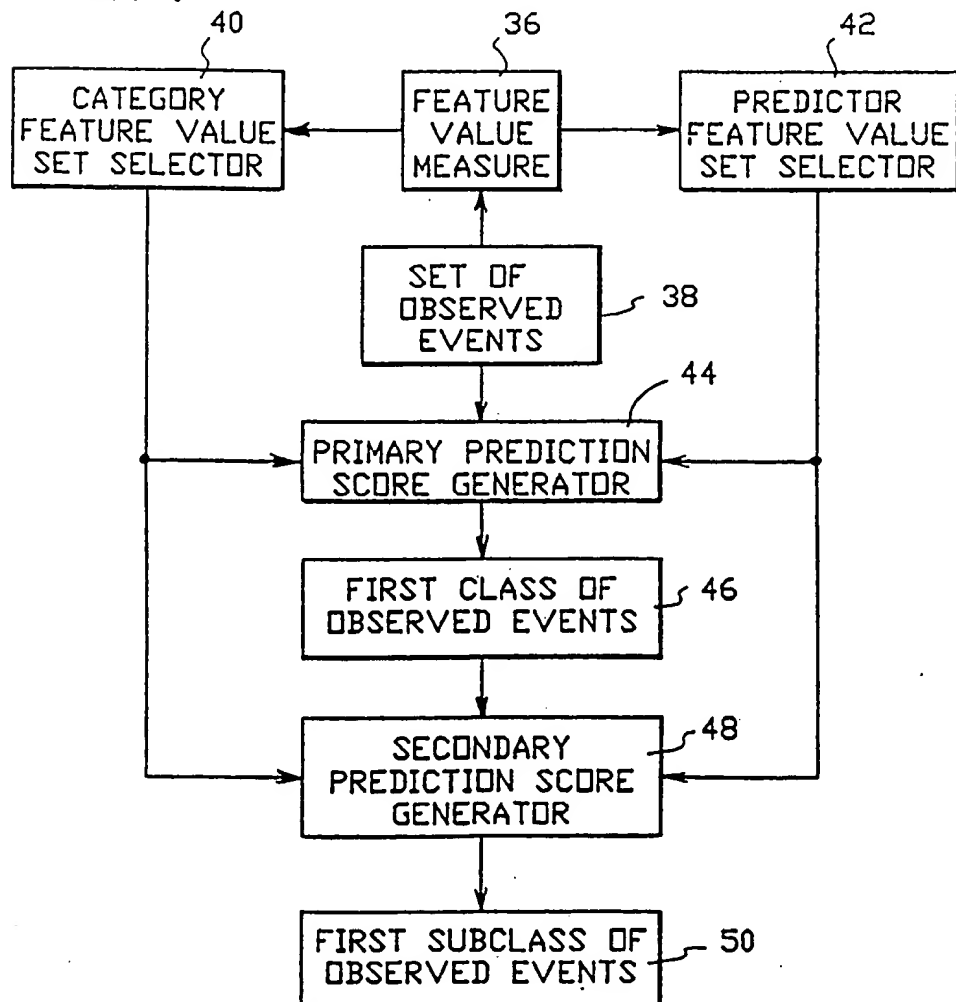 40
36
42
CATEGORY
FEATURE VALUE
SET SELECTOR
FEATURE
VALUE
MEASURE
PREDICTOR
FEATURE VALUE
SET SELECTOR
SET OF
OBSERVED
EVENTS
38
44
PRIMARY PREDICTION
SCORE GENERATOR
FIRST CLASS OF
OBSERVED EVENTS
46
SECONDARY
PREDICTION SCORE
GENERATOR
48
FIRST SUBCLASS OF
OBSERVED EVENTS
50